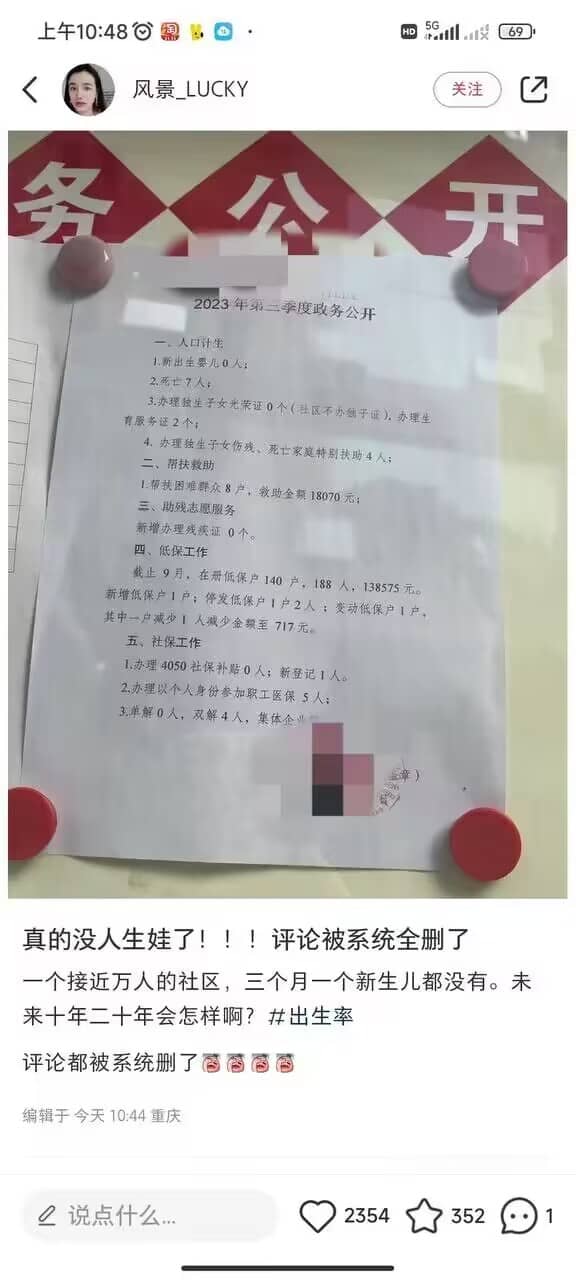 上午10:48
HD 5G 69
风景_LUCKY
关注
务公开
2023年第三季度政务公开
一、人口计生
1.新出生婴儿0人;
2.死亡7人;
3.办理独生子女光荣证0个(社区不办独子证),办理生
育服务证2个;
4. 办理独生子女伤残、死亡家庭特别扶助4人;
二、帮扶救助
1.帮扶困难群众8户，救助金额18070元;
三、助残志愿服务
新增办理残疾证 0个。
四、低保工作
截止9月，在册低保户140户，188人，138575元。
新增低保户1户；停发低保户1户2人；变动低保户1户，
其中一户减少1人减少金额至717元。
五、社保工作
1.办理4050社保补贴0人；新登记1人。
2.办理以个人身份参加职工医保 5人;
3.单解0人，双解4人，集体企业
章）
真的没人生娃了！！！评论被系统全删了
一个接近万人的社区，三个月一个新生儿都没有。未
来十年二十年会怎样啊？#出生率
评论都被系统删了
编辑于 今天 10:44 重庆
说点什么...
2354
352
1